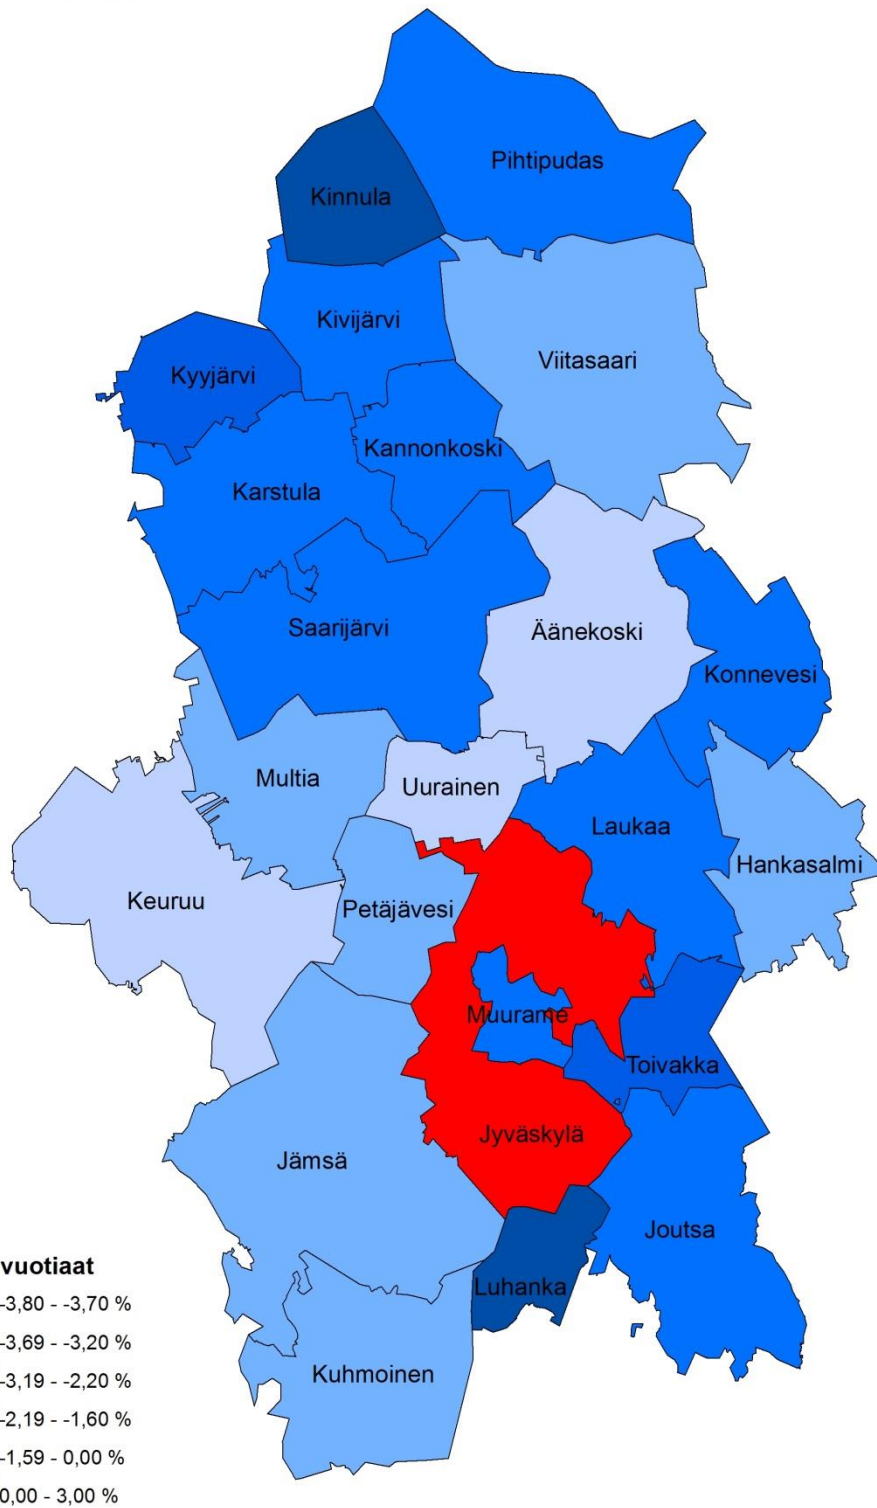 Pihtipudas
Kinnula
Kivijärvi
Viitasaari
Kyyjärvi
Kannonkoski
Karstula
Saarijärvi
Äänekoski
Konnevesi
Multia
Uurainen
Laukaa
Hankasalmi
Keuruu
Petäjävesi
Muurame
Toivakka
Jyväskylä
Jämsä
Joutsa
Luhanka
Kuhmoinen
vuotiaat
-3,80 - -3,70 %
-3,69 - -3,20 %
-3,19 - -2,20 %
-2,19 - -1,60 %
-1,59 - 0,00 %
0,00 - 3,00 %